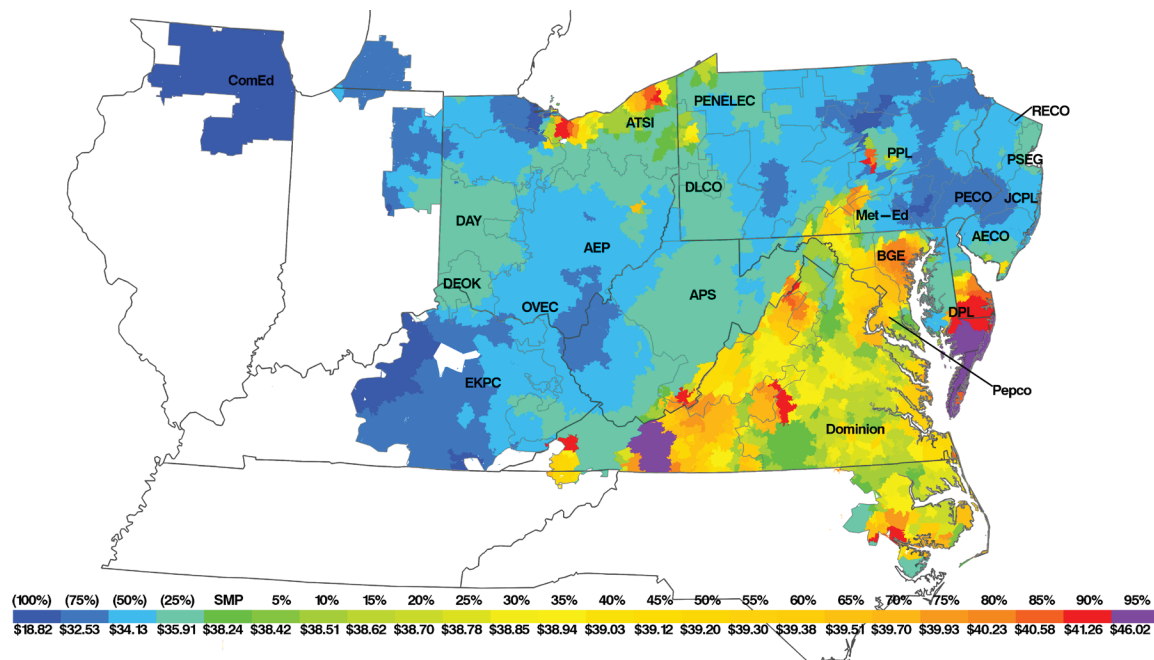 ComEd
PENELEC
RECO
ATSI
PPL
PSEG
DLCO
PECO
JCPL
DAY
Met–Ed
AECO
AEP
BGE
DEOK
APS
OVEC
DPL
EKPC
Pepco
Dominion
(100%) (75%) (50%) (25%) SMP 5% 10% 15% 20% 25% 30% 35% 40% 45% 50% 55% 60% 65% 70% 75% 80% 85% 90% 95%
$18.82 $32.53 $34.13 $35.91 $38.24 $38.42 $38.51 $38.62 $38.70 $38.78 $38.85 $38.94 $39.03 $39.12 $39.20 $39.30 $39.38 $39.51 $39.70 $39.93 $40.23 $40.58 $41.26 $46.02